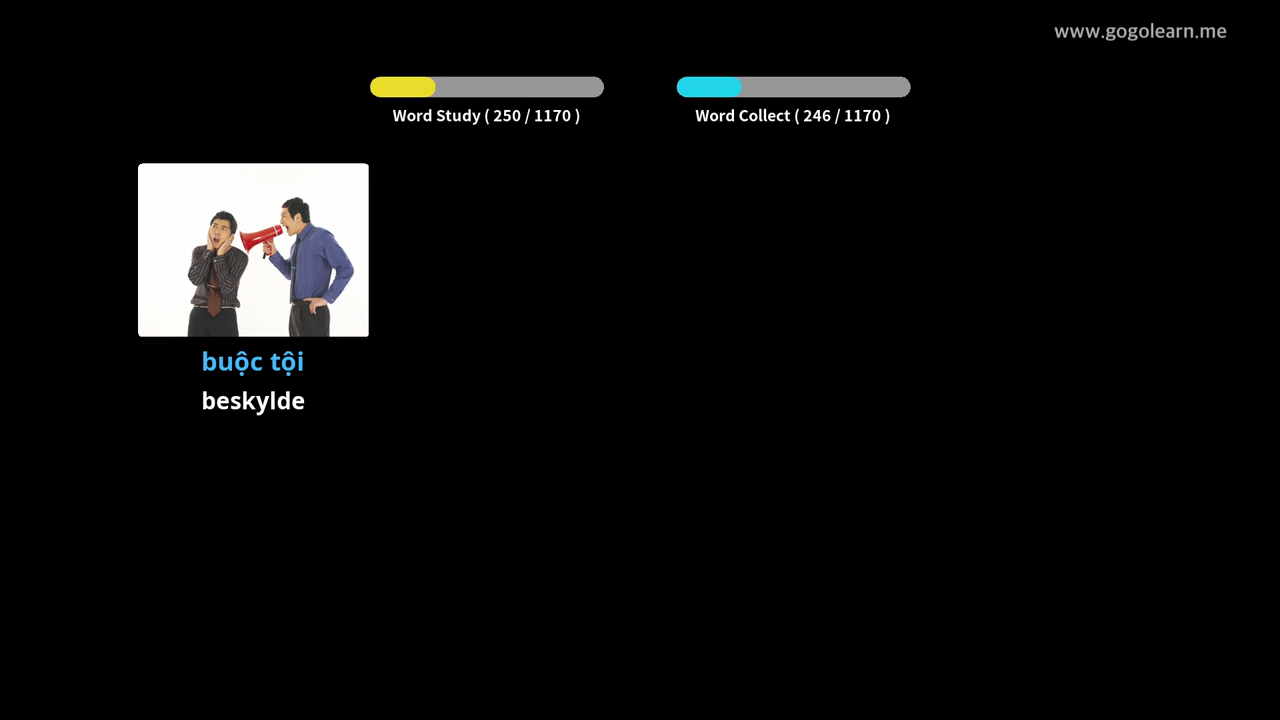 www.gogolearn.me
Word Study ( 250 / 1170 )
Word Collect ( 246 / 1170 )
buộc tội
beskylde